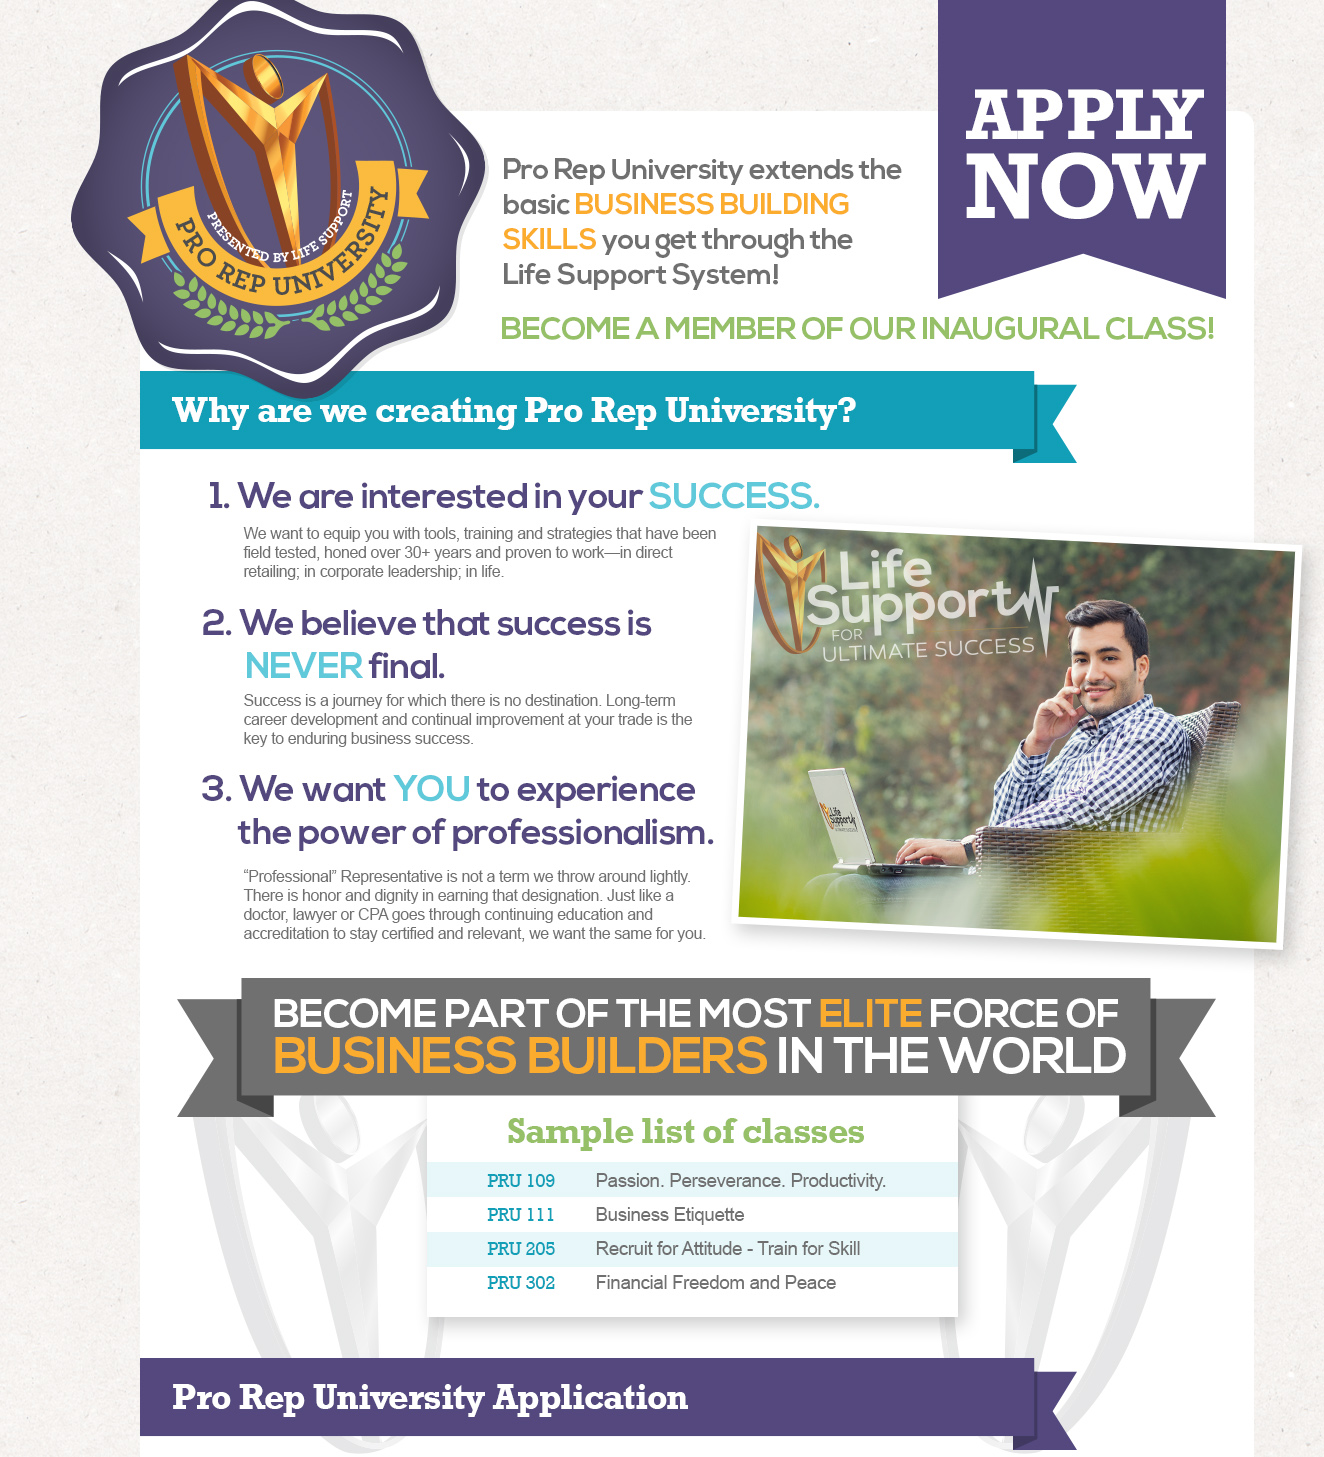 PRESENTED BY LIFE SUPPORT
PRO REP UNIVERSITY
APPLY
NOW
Pro Rep University extends the
basic BUSINESS BUILDING
SKILLS you get through the
Life Support System!
BECOME A MEMBER OF OUR INAUGURAL CLASS!
Why are we creating Pro Rep University?
1. We are interested in your SUCCESS.
We want to equip you with tools, training and strategies that have been
field tested, honed over 30+ years and proven to work—in direct
retailing; in corporate leadership; in life.
2. We believe that success is
NEVER final.
Success is a journey for which there is no destination. Long-term
career development and continual improvement at your trade is the
key to enduring business success.
3. We want YOU to experience
the power of professionalism.
“Professional” Representative is not a term we throw around lightly.
There is honor and dignity in earning that designation. Just like a
doctor, lawyer or CPA goes through continuing education and
accreditation to stay certified and relevant, we want the same for you.
Life
Support
FOR
ULTIMATE SUCCESS
Life
Support
BECOME PART OF THE MOST ELITE FORCE OF
BUSINESS BUILDERS IN THE WORLD
Sample list of classes
PRU 109 Passion. Perseverance. Productivity.
PRU 111 Business Etiquette
PRU 205 Recruit for Attitude - Train for Skill
PRU 302 Financial Freedom and Peace
Pro Rep University Application